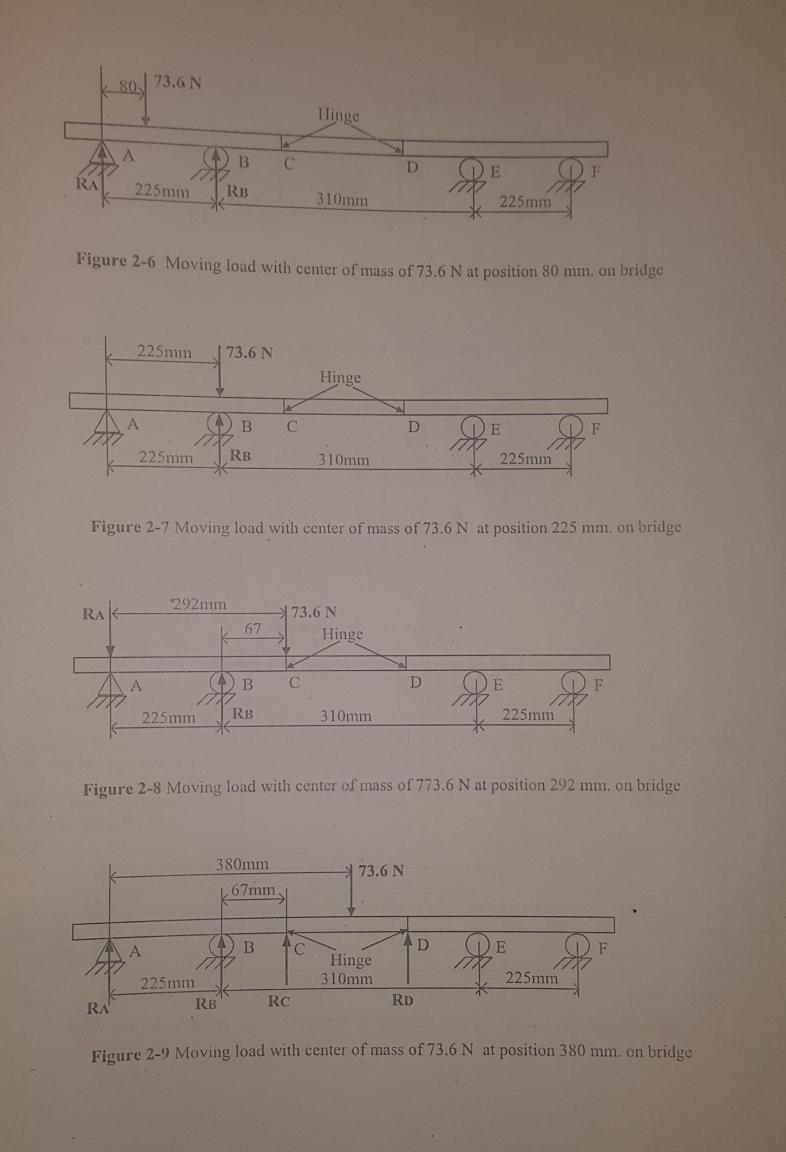 80 73.6 N
Hinge
A B C D E F
RA 225mm RB 310mm 225mm
Figure 2-6 Moving load with center of mass of 73.6 N at position 80 mm. on bridge
225mm 73.6 N
Hinge
A B C D E F
225mm RB 310mm 225mm
Figure 2-7 Moving load with center of mass of 73.6 N at position 225 mm. on bridge
RA 292mm 73.6 N
67 Hinge
A B C D E F
225mm RB 310mm 225mm
Figure 2-8 Moving load with center of mass of 773.6 N at position 292 mm. on bridge
380mm 73.6 N
67mm
A B C D E F
Hinge
225mm 310mm 225mm
RA RB RC RD
Figure 2-9 Moving load with center of mass of 73.6 N at position 380 mm. on bridge